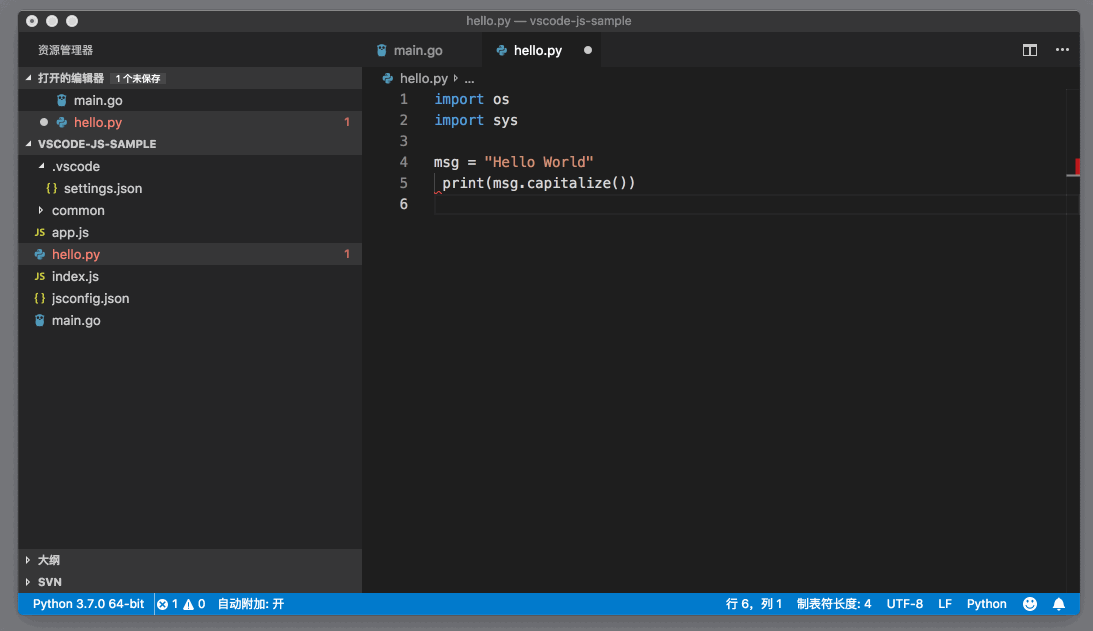 hello.py — vscode-js-sample
资源管理器
打开的编辑器 1 个未保存
main.go
hello.py 1
VSCODE-JS-SAMPLE
.vscode
{ } settings.json
common
JS app.js
hello.py 1
JS index.js
{ } jsconfig.json
main.go
大纲
SVN
main.go hello.py
hello.py ...
1 import os
2 import sys
3
4 msg = "Hello World"
5 print(msg.capitalize())
6
Python 3.7.0 64-bit 1 0 自动附加: 开 行 6，列 1 制表符长度: 4 UTF-8 LF Python